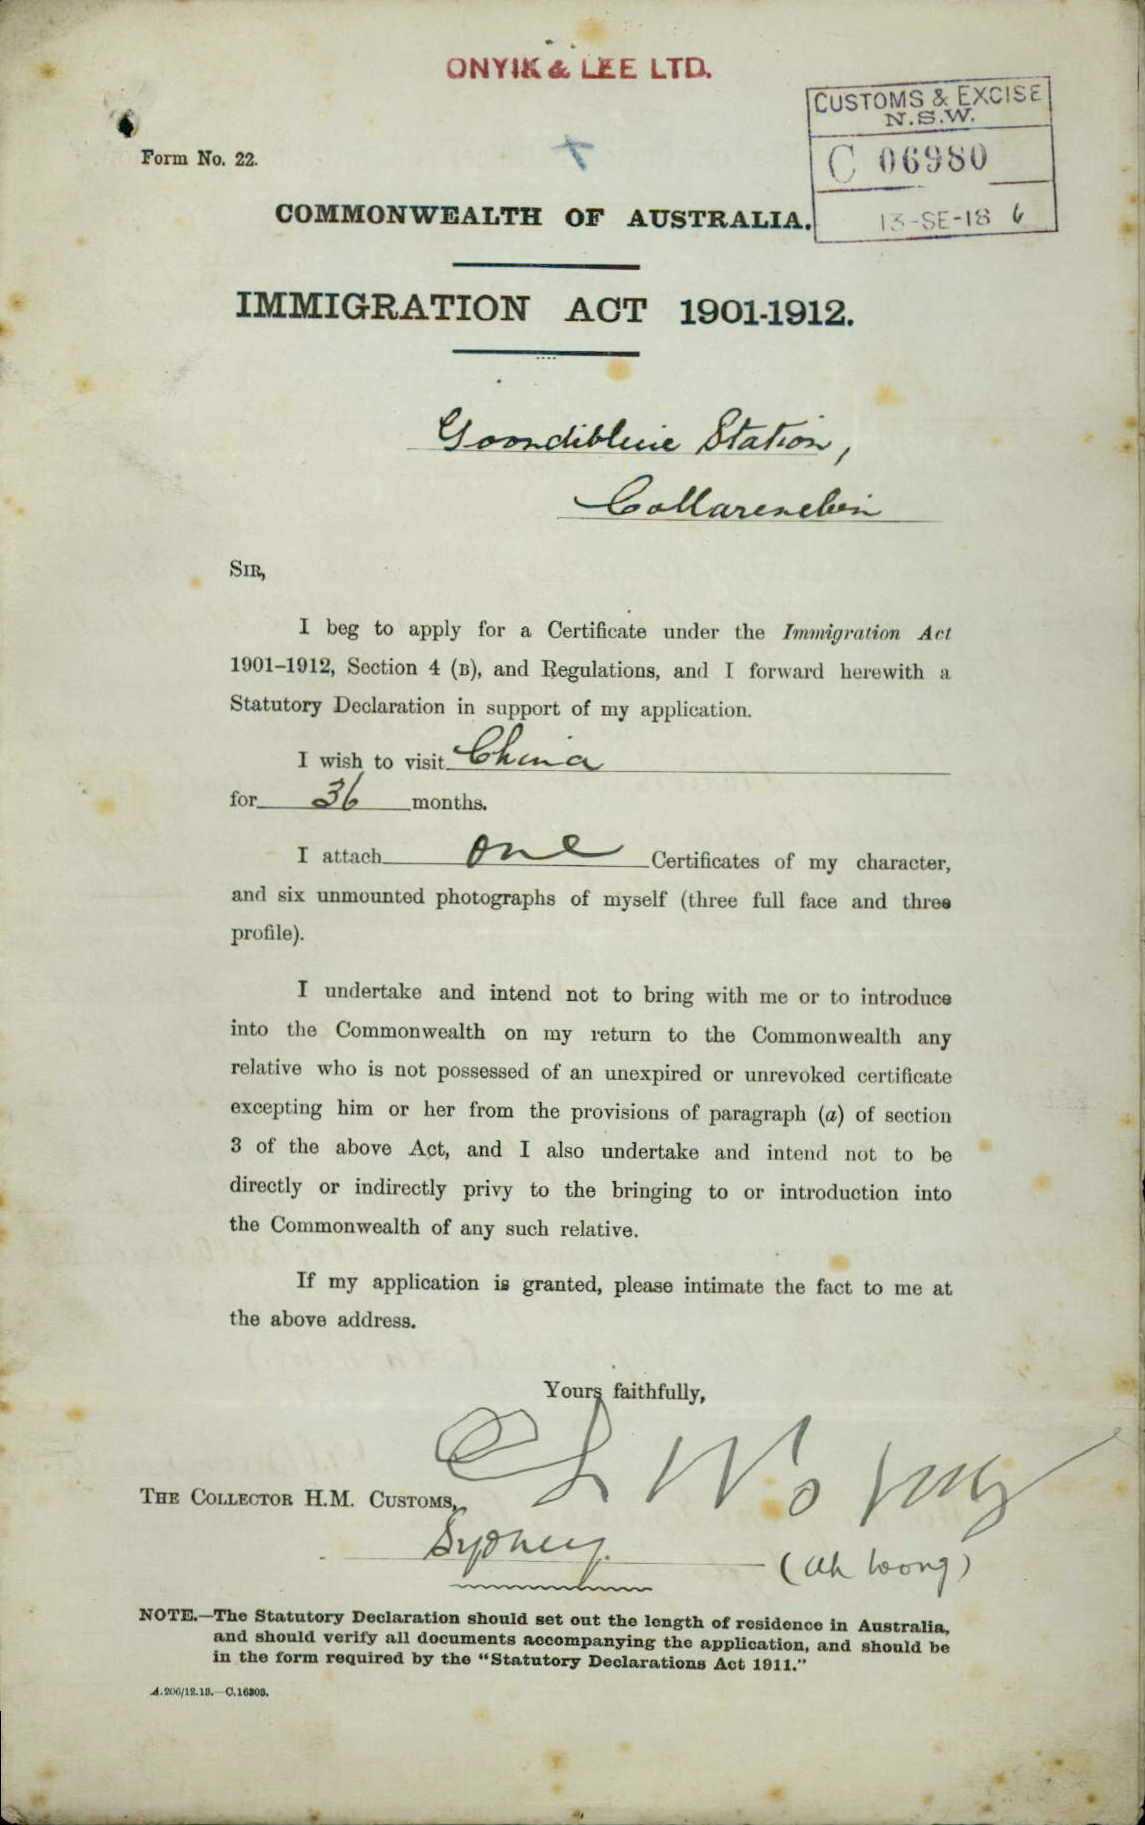 ONYIK & LEE LTD.
CUSTOMS & EXCISE
N.S.W.
C 06980
13-SE-18 6
Form No. 22.
COMMONWEALTH OF AUSTRALIA.
IMMIGRATION ACT 1901-1912.
Goondibluie Station,
Collarenebri
SIR,
I beg to apply for a Certificate under the Immigration Act
1901–1912, Section 4 (B), and Regulations, and I forward herewith a
Statutory Declaration in support of my application.
I wish to visit China
for 36 months.
I attach one Certificates of my character,
and six unmounted photographs of myself (three full face and three
profile).
I undertake and intend not to bring with me or to introduce
into the Commonwealth on my return to the Commonwealth any
relative who is not possessed of an unexpired or unrevoked certificate
excepting him or her from the provisions of paragraph (a) of section
3 of the above Act, and I also undertake and intend not to be
directly or indirectly privy to the bringing to or introduction into
the Commonwealth of any such relative.
If my application is granted, please intimate the fact to me at
the above address.
Yours faithfully,
THE COLLECTOR H.M. CUSTOMS,
Sydney.
(Ah Wong)
NOTE.—The Statutory Declaration should set out the length of residence in Australia,
and should verify all documents accompanying the application, and should be
in the form required by the "Statutory Declarations Act 1911."
A.206/12.13.—C.16303.